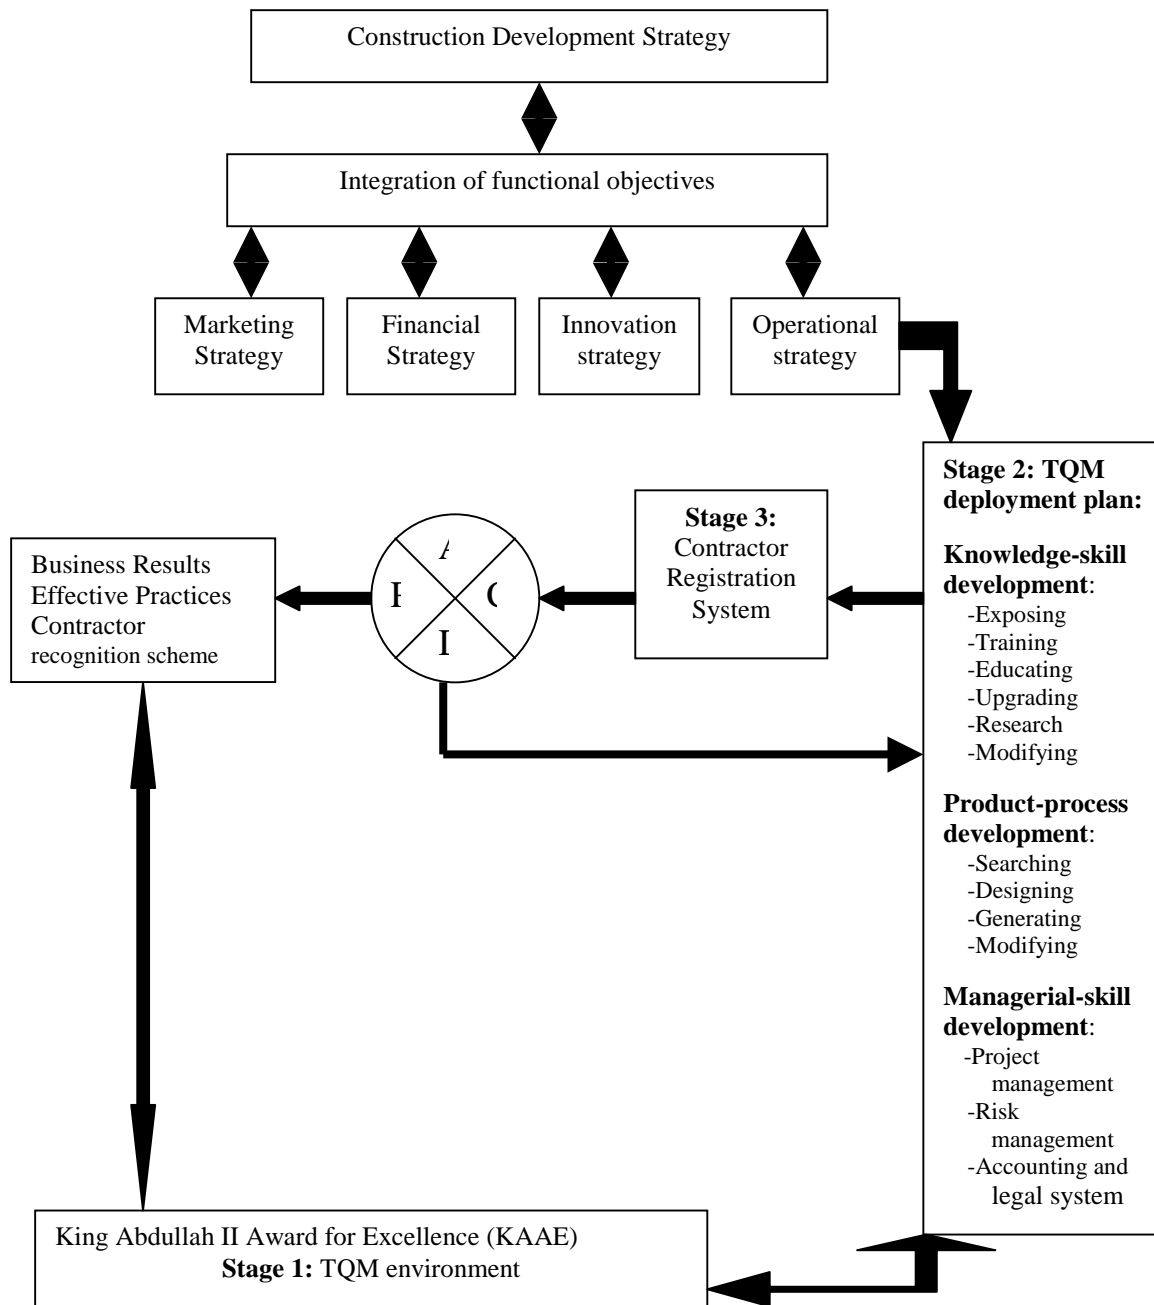 Construction Development Strategy
Integration of functional objectives
Marketing
Strategy
Financial
Strategy
Innovation
strategy
Operational
strategy
Stage 2: TQM
deployment plan:
Knowledge-skill
development:
-Exposing
-Training
-Educating
-Upgrading
-Research
-Modifying
Product-process
development:
-Searching
-Designing
-Generating
-Modifying
Managerial-skill
development:
-Project
management
-Risk
management
-Accounting and
legal system
Stage 3:
Contractor
Registration
System
Business Results
Effective Practices
Contractor
recognition scheme
King Abdullah II Award for Excellence (KAAE)
Stage 1: TQM environment